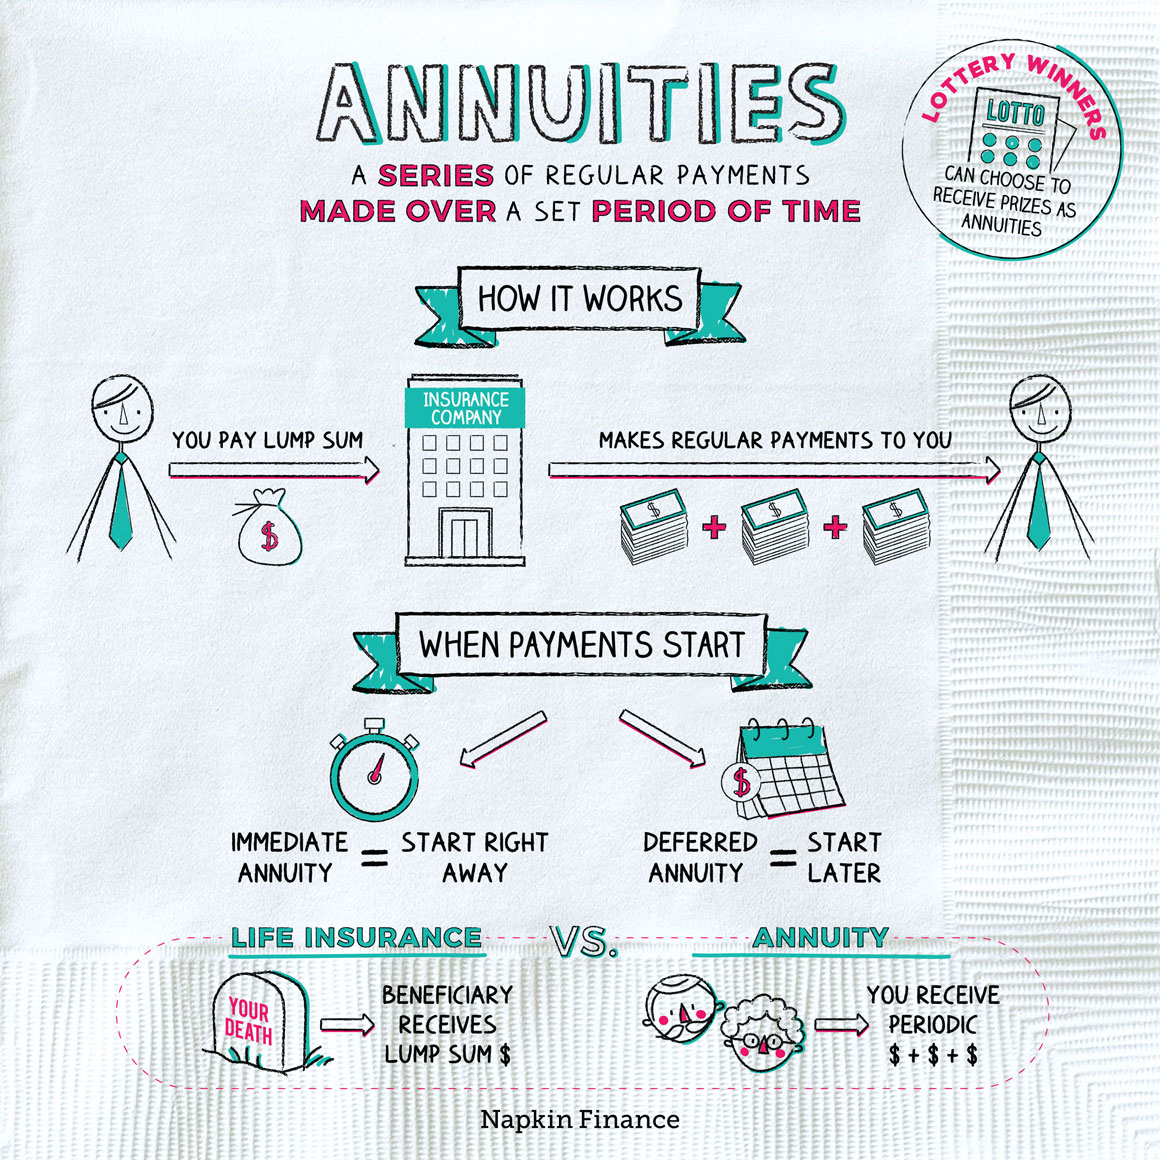 ANNUITIES
A SERIES OF REGULAR PAYMENTS
MADE OVER A SET PERIOD OF TIME
LOTTERY WINNERS
LOTTO
CAN CHOOSE TO
RECEIVE PRIZES AS
ANNUITIES
HOW IT WORKS
YOU PAY LUMP SUM
$
INSURANCE
COMPANY
MAKES REGULAR PAYMENTS TO YOU
$ + $ + $
WHEN PAYMENTS START
IMMEDIATE
ANNUITY
=
START RIGHT
AWAY
$
DEFERRED
ANNUITY
=
START
LATER
LIFE INSURANCE VS. ANNUITY
YOUR
DEATH
BENEFICIARY
RECEIVES
LUMP SUM $
YOU RECEIVE
PERIODIC
$ + $ + $
Napkin Finance